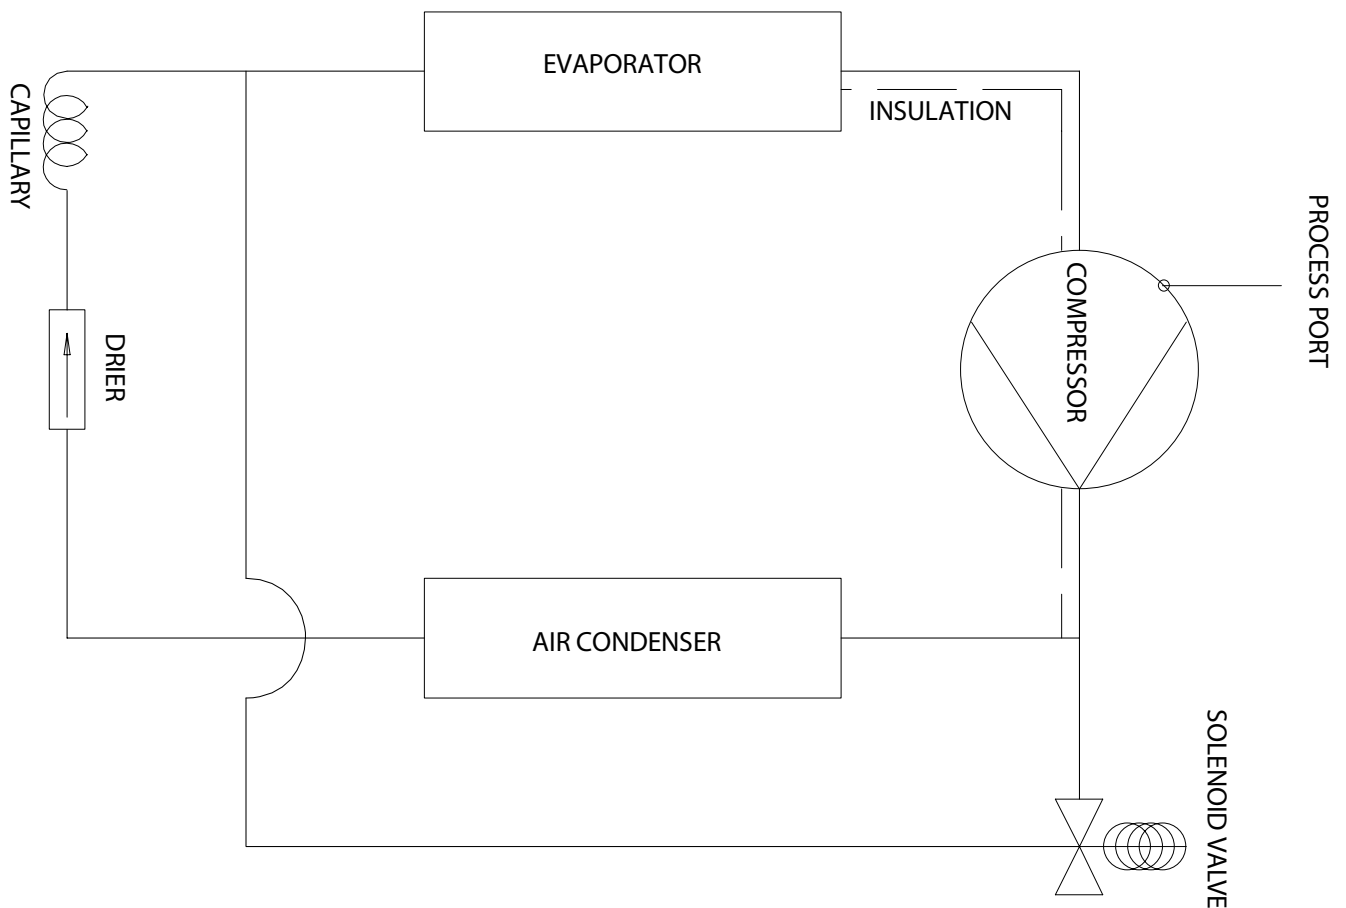 EVAPORATOR
INSULATION
CAPILLARY
PROCESS PORT
COMPRESSOR
DRIER
AIR CONDENSER
SOLENOID VALVE